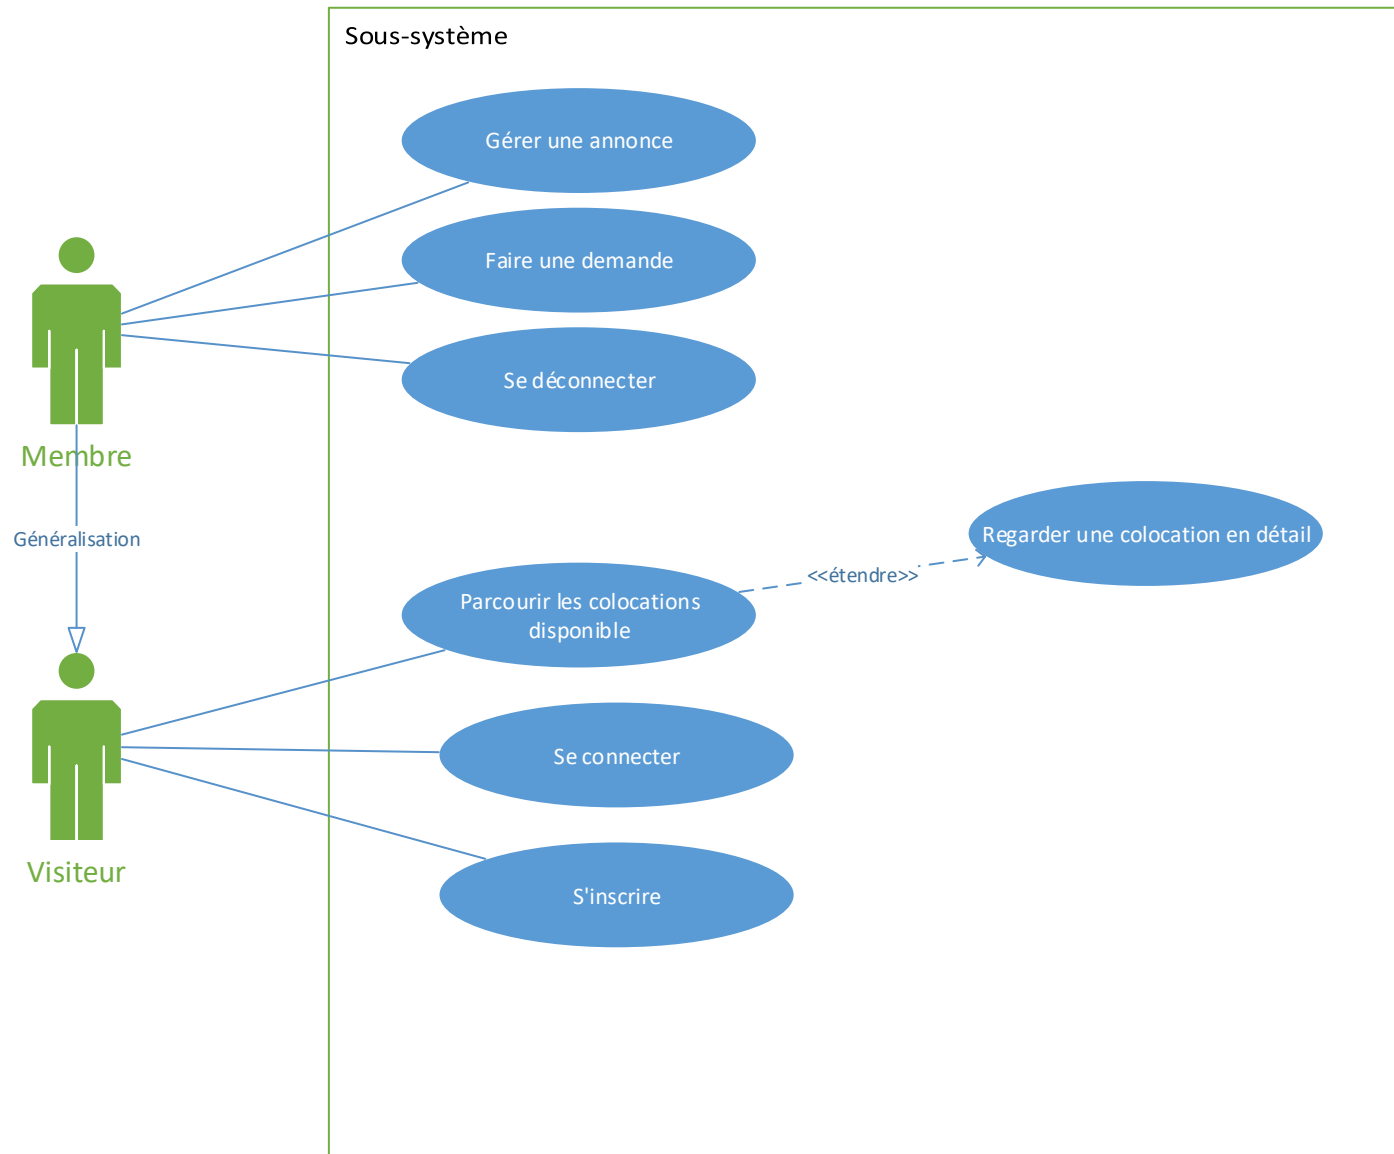 Sous-système
Gérer une annonce
Faire une demande
Se déconnecter
Membre
Généralisation
Regarder une colocation en détail
<<étendre>>
Parcourir les colocations
disponible
Se connecter
Visiteur
S'inscrire